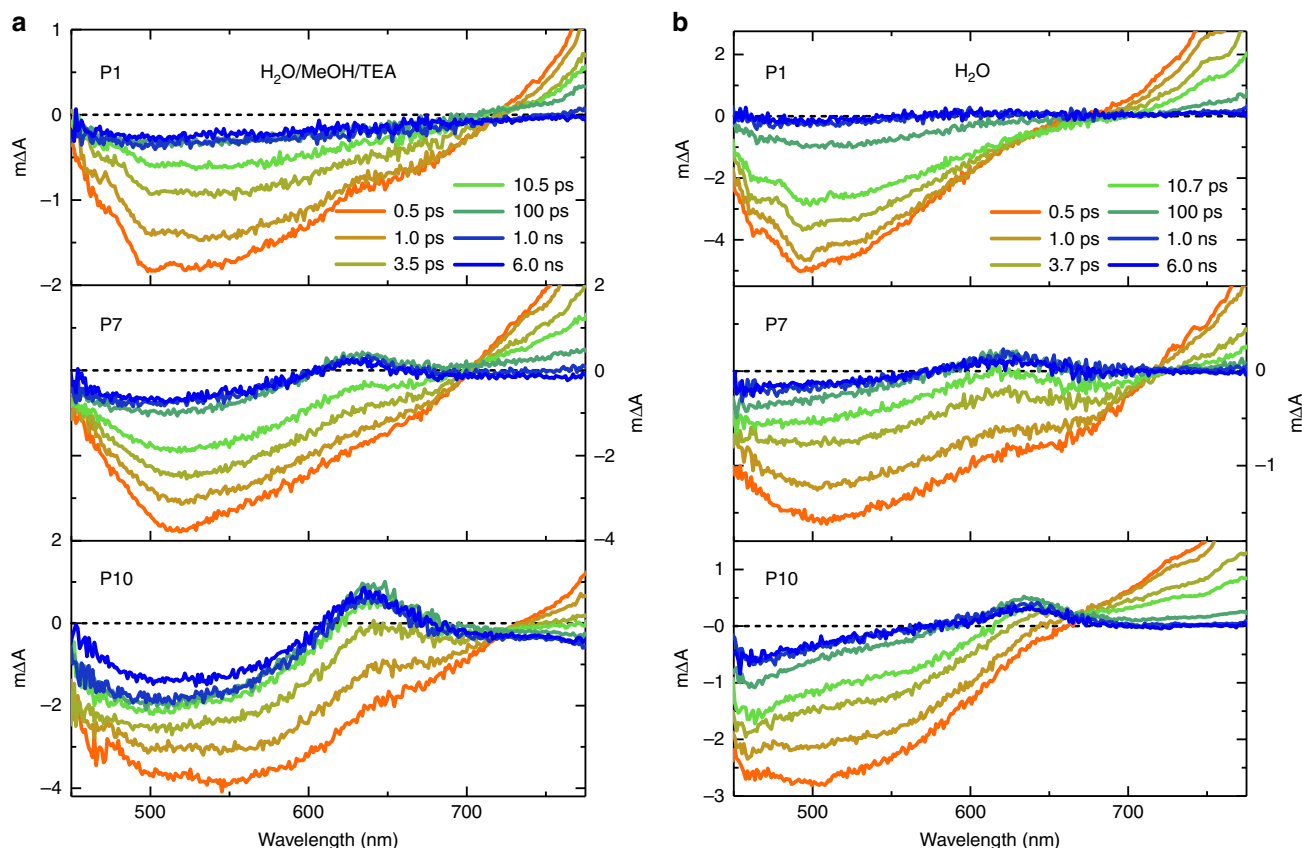 a
b
P1
H2O/MeOH/TEA
1
0
−1
−2
mΔA
0.5 ps
1.0 ps
3.5 ps
10.5 ps
100 ps
1.0 ns
6.0 ns
P7
2
0
−2
−4
mΔA
P10
2
0
−2
−4
mΔA
500
600
700
Wavelength (nm)
P1
H2O
2
0
−2
−4
mΔA
0.5 ps
1.0 ps
3.7 ps
10.7 ps
100 ps
1.0 ns
6.0 ns
P7
0
−1
mΔA
P10
1
−0
−1
−2
−3
mΔA
500
600
700
Wavelength (nm)